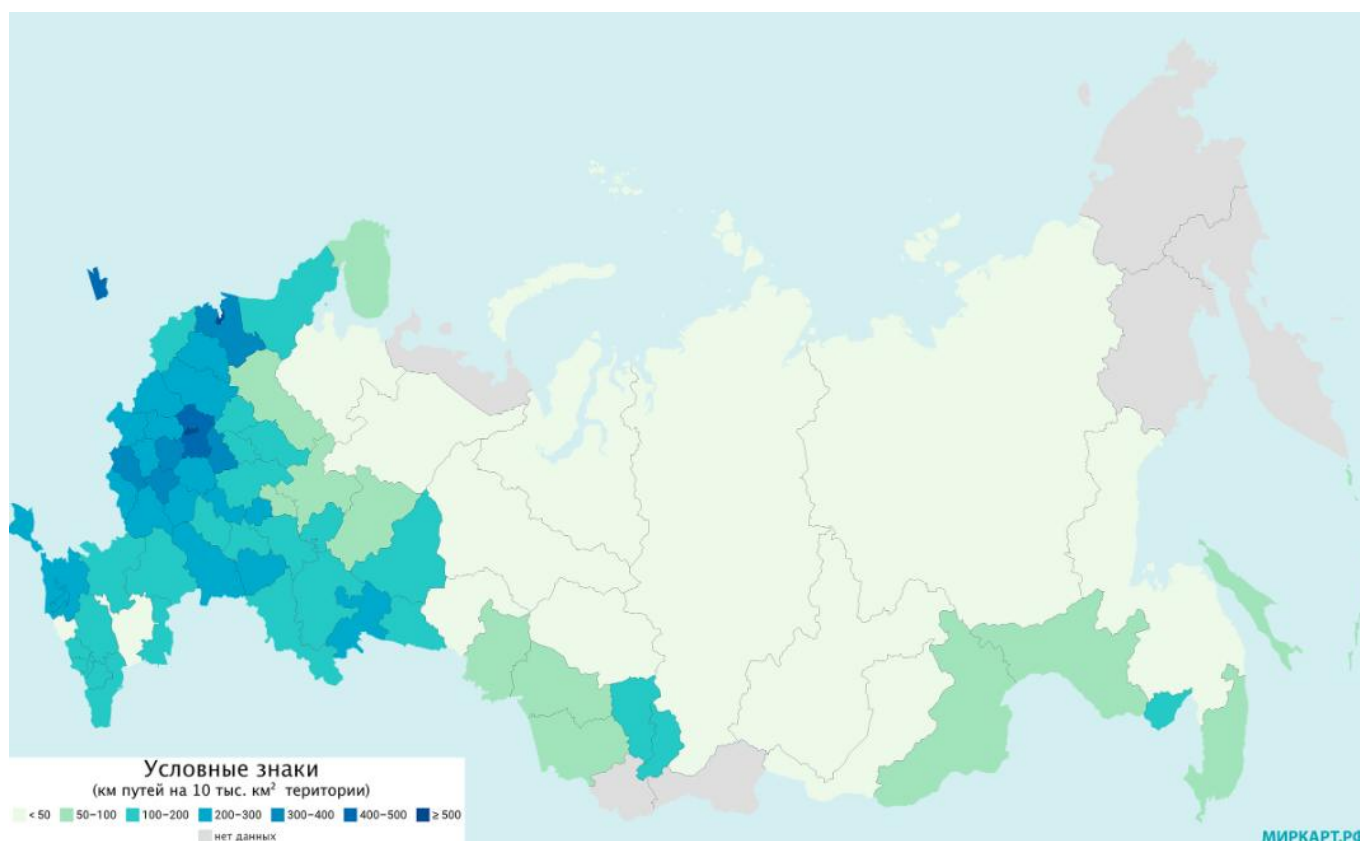 Условные знаки
(км путей на 10 тыс. км² територии)
< 50 50–100 100–200 200–300 300–400 400–500 ≥ 500
нет данных
МИРКАРТ.РФ